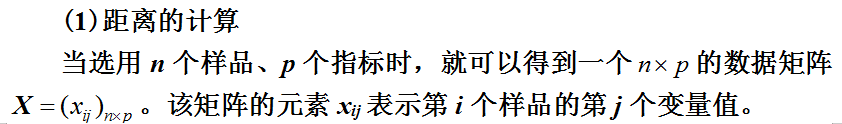 (1)距离的计算
当选用 n 个样品、p 个指标时，就可以得到一个 n×p 的数据矩阵
X =(xij)n×p 。该矩阵的元素 xij 表示第 i 个样品的第 j 个变量值。